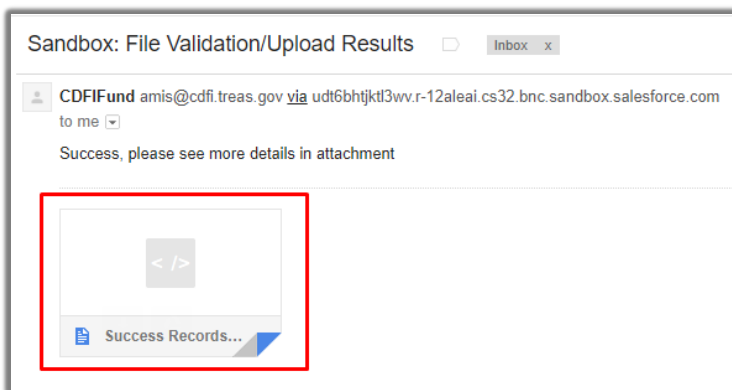 Sandbox: File Validation/Upload Results Inbox x
CDFIFund amis@cdfi.treas.gov via udt6bhtjktl3wv.r-12aleai.cs32.bnc.sandbox.salesforce.com
to me
Success, please see more details in attachment
< />
Success Records...